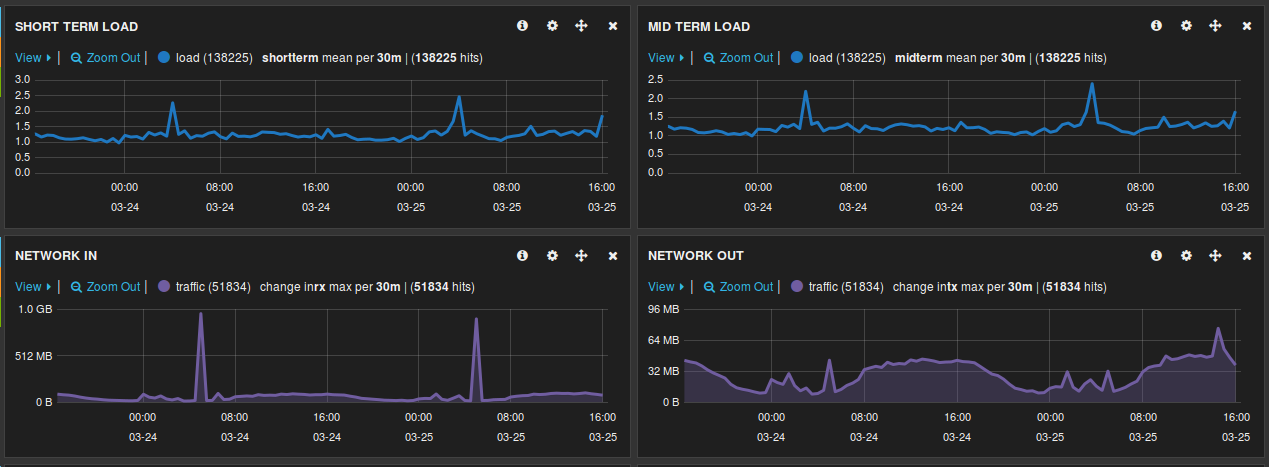 SHORT TERM LOAD
View | Zoom Out | load (138225) shortterm mean per 30m | (138225 hits)
3.0
2.5
2.0
1.5
1.0
0.5
0.0
00:00 08:00 16:00 00:00 08:00 16:00
03-24 03-24 03-24 03-25 03-25 03-25
MID TERM LOAD
View | Zoom Out | load (138225) midterm mean per 30m | (138225 hits)
2.5
2.0
1.5
1.0
0.5
0.0
00:00 08:00 16:00 00:00 08:00 16:00
03-24 03-24 03-24 03-25 03-25 03-25
NETWORK IN
View | Zoom Out | traffic (51834) change inrx max per 30m | (51834 hits)
1.0 GB
512 MB
0 B
00:00 08:00 16:00 00:00 08:00 16:00
03-24 03-24 03-24 03-25 03-25 03-25
NETWORK OUT
View | Zoom Out | traffic (51834) change intx max per 30m | (51834 hits)
96 MB
64 MB
32 MB
0 B
00:00 08:00 16:00 00:00 08:00 16:00
03-24 03-24 03-24 03-25 03-25 03-25